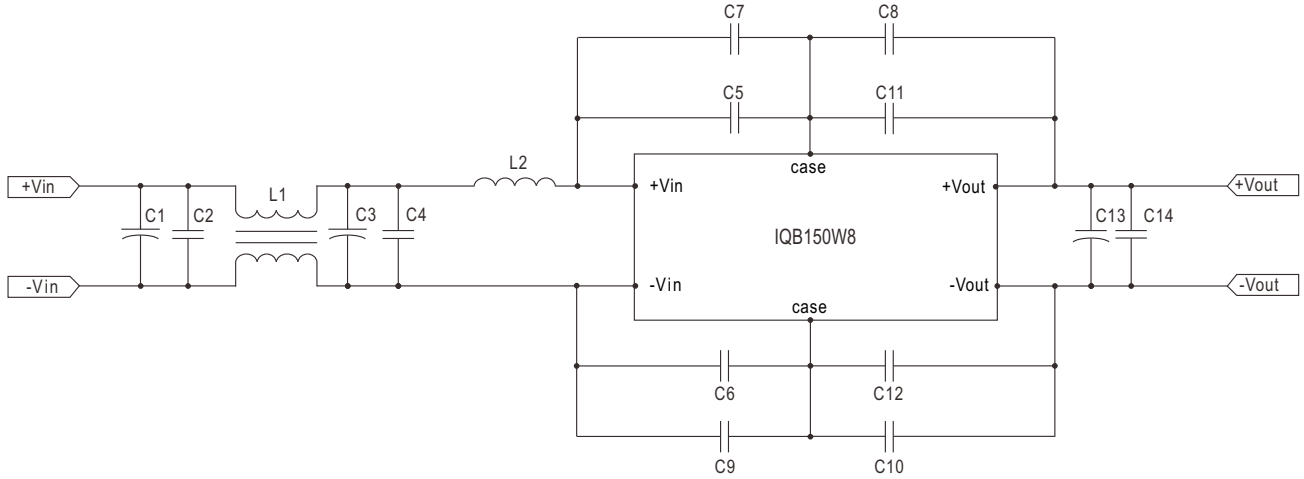 C7
C8
C5
C11
L2
case
+Vin
L1
+Vin
+Vout
+Vout
C1
C2
C3
C4
C13
C14
IQB150W8
-Vin
-Vin
-Vout
-Vout
case
C6
C12
C9
C10